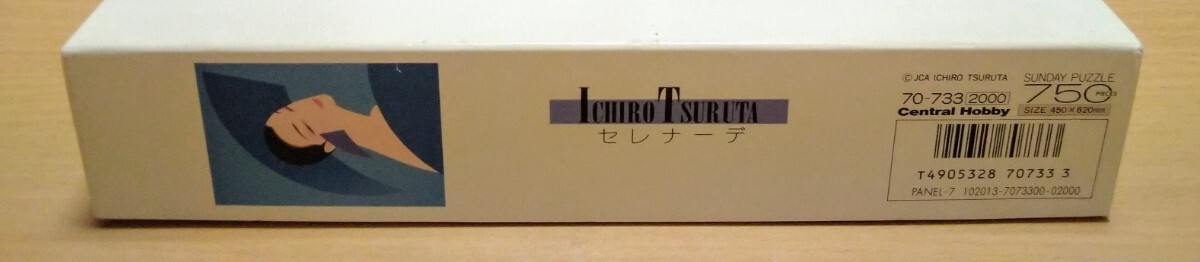 ICHIRO TSURUTA
セレナーデ
©JCA ICHIRO TSURUTA
SUNDAY PUZZLE
70-733 2000
750 PIECES
Central Hobby
SIZE 450×620mm
T4905328 70733 3
PANEL-7 102013-7073300-02000